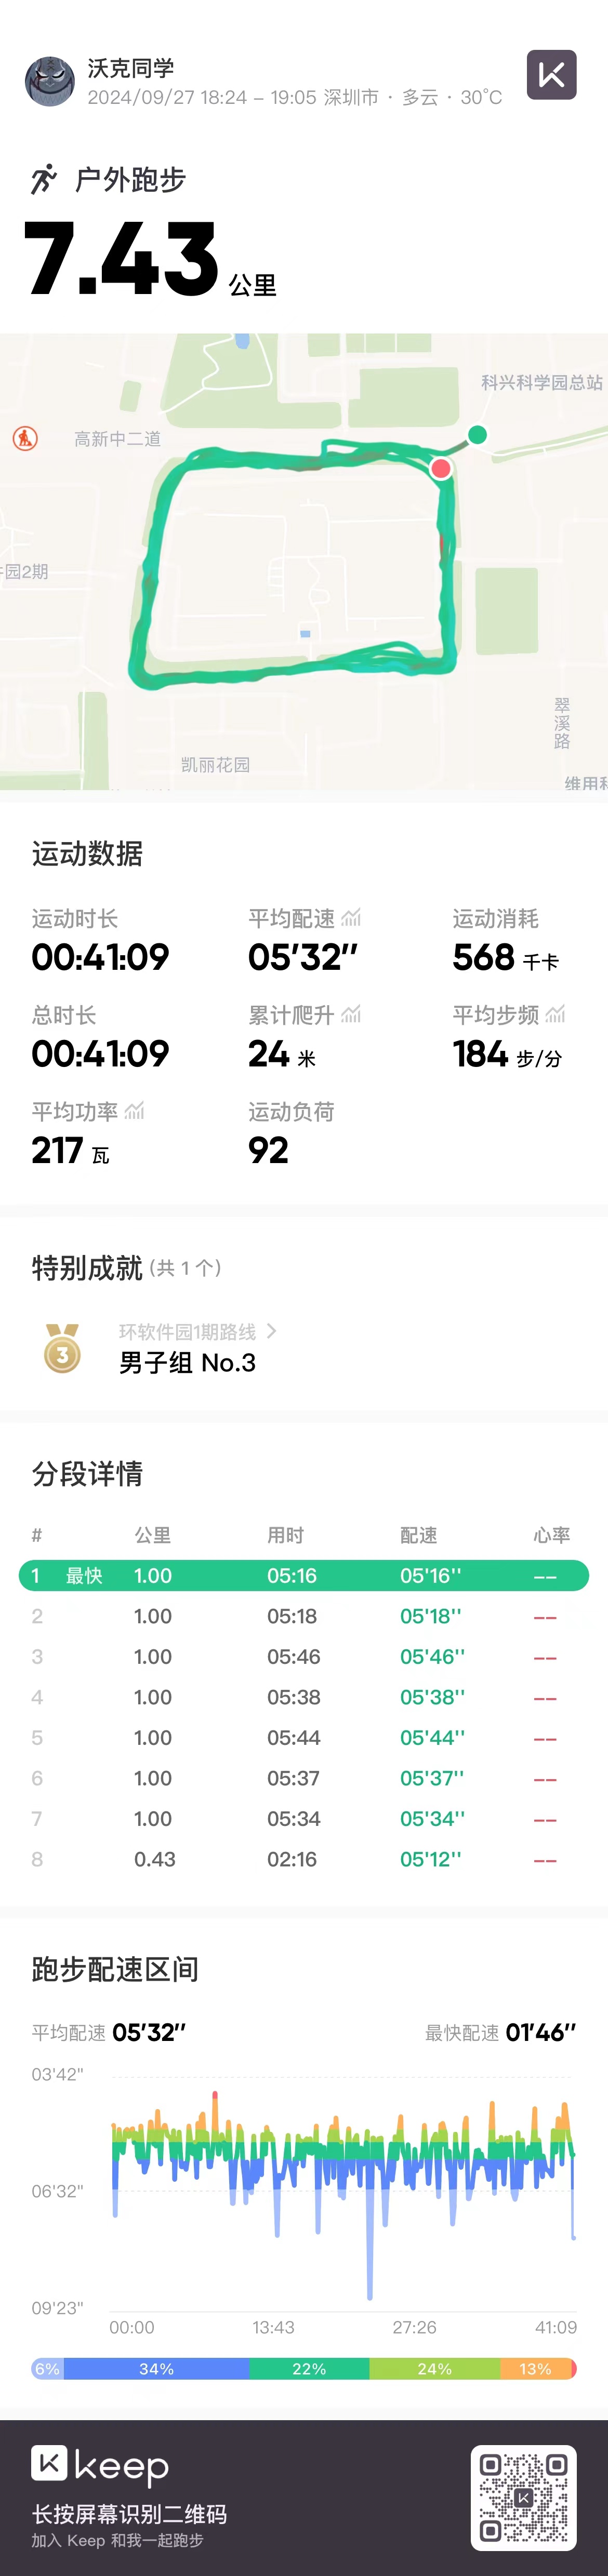 沃克同学
2024/09/27 18:24 – 19:05 深圳市 · 多云 · 30°C
户外跑步
7.43 公里
科兴科学园总站
高新中二道
园2期
翠溪路
凯丽花园
维用科
运动数据
运动时长 平均配速 运动消耗
00:41:09 05'32'' 568 千卡
总时长 累计爬升 平均步频
00:41:09 24 米 184 步/分
平均功率 运动负荷
217 瓦 92
特别成就 (共 1 个)
3
环软件园1期路线 >
男子组 No.3
分段详情
# 公里 用时 配速 心率
1 最快 1.00 05:16 05'16'' --
2 1.00 05:18 05'18'' --
3 1.00 05:46 05'46'' --
4 1.00 05:38 05'38'' --
5 1.00 05:44 05'44'' --
6 1.00 05:37 05'37'' --
7 1.00 05:34 05'34'' --
8 0.43 02:16 05'12'' --
跑步配速区间
平均配速 05'32'' 最快配速 01'46''
03'42"
06'32"
09'23"
00:00 13:43 27:26 41:09
6% 34% 22% 24% 13%
keep
长按屏幕识别二维码
加入 Keep 和我一起跑步